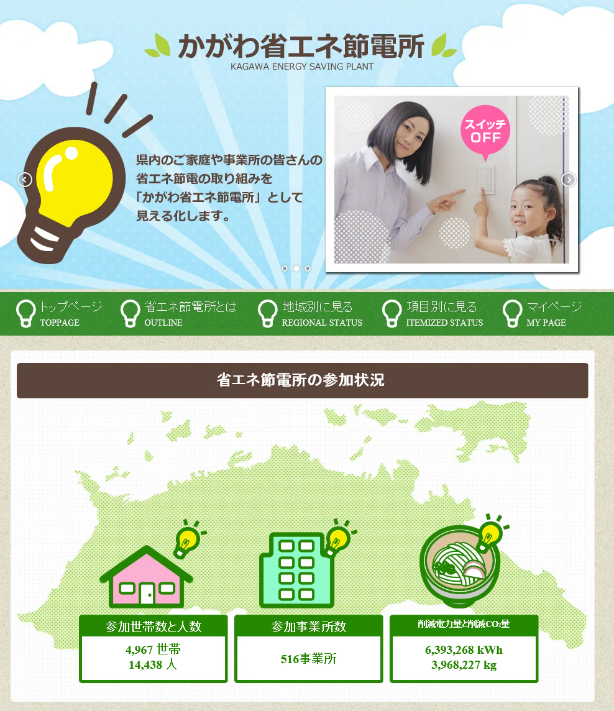 かがわ省エネ節電所
KAGAWA ENERGY SAVING PLANT
県内のご家庭や事業所の皆さんの
省エネ節電の取り組みを
「かがわ省エネ節電所」として
見える化します。
スイッチ
OFF
トップページ
TOPPAGE
省エネ節電所とは
OUTLINE
地域別に見る
REGIONAL STATUS
項目別に見る
ITEMIZED STATUS
マイページ
MY PAGE
省エネ節電所の参加状況
参加世帯数と人数
4,967 世帯
14,438 人
参加事業所数
516事業所
削減電力量と削減CO2量
6,393,268 kWh
3,968,227 kg